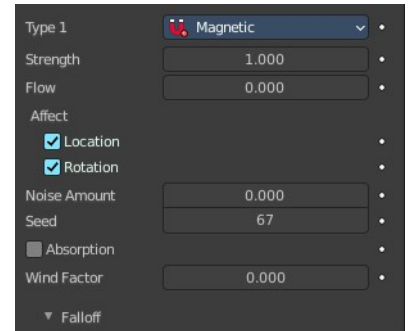 Type 1 Magnetic
Strength 1.000
Flow 0.000
Affect
Location
Rotation
Noise Amount 0.000
Seed 67
Absorption
Wind Factor 0.000
Falloff